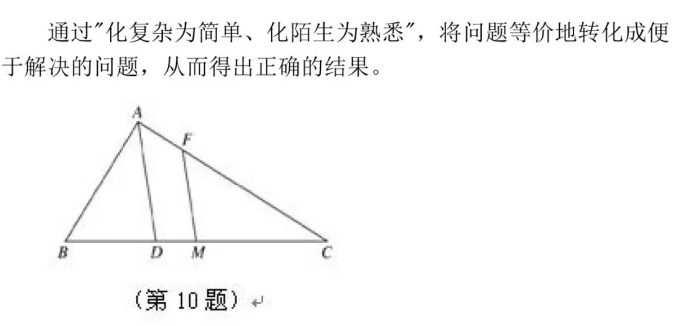 通过"化复杂为简单、化陌生为熟悉"，将问题等价地转化成便
于解决的问题，从而得出正确的结果。
A
F
B D M C
（第 10 题）↵